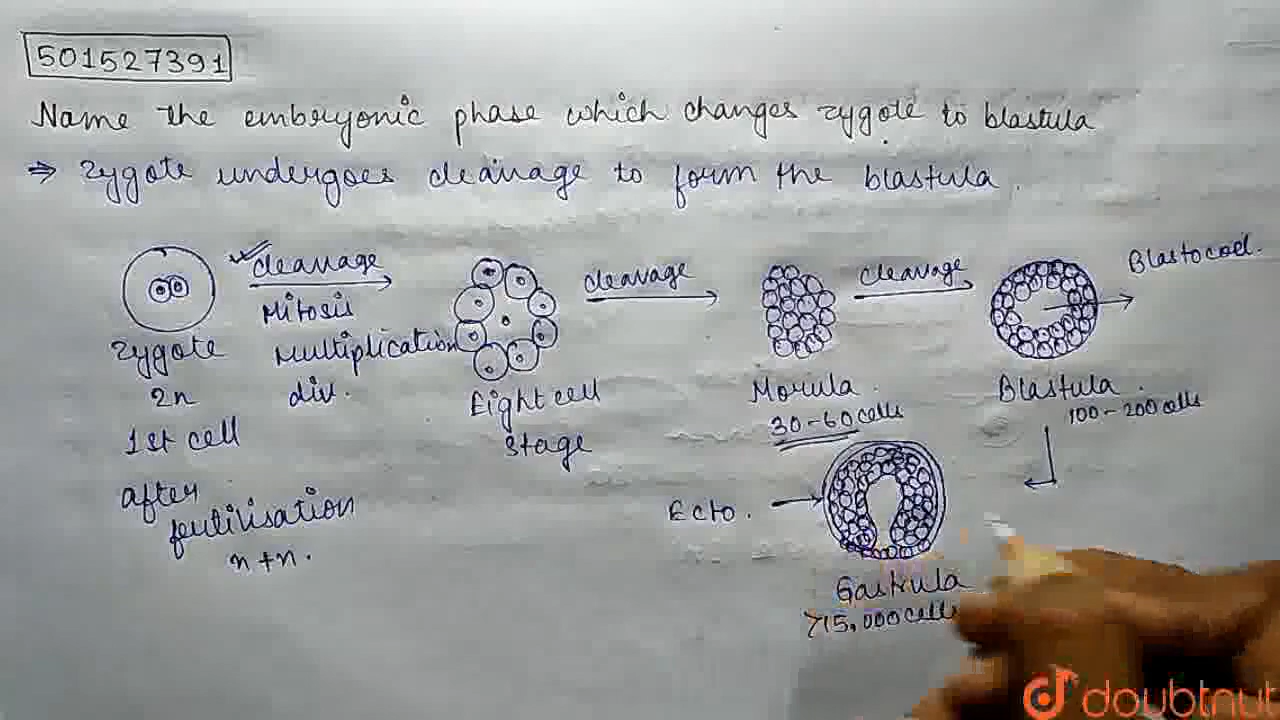 501527391
Name the embryonic phase which changes zygote to blastula
⇒ Zygote undergoes cleavage to form the blastula.
cleavage
Mitosis
Multiplication
div.
cleavage
cleavage
Blastocoel.
Zygote
2n
1st cell
after
fertilisation
n+n.
Eight cell
stage
Morula.
30-60 cells
Blastula.
100-200 cells
Ecto.
Gastrula
>15,000 cells
doubtnut